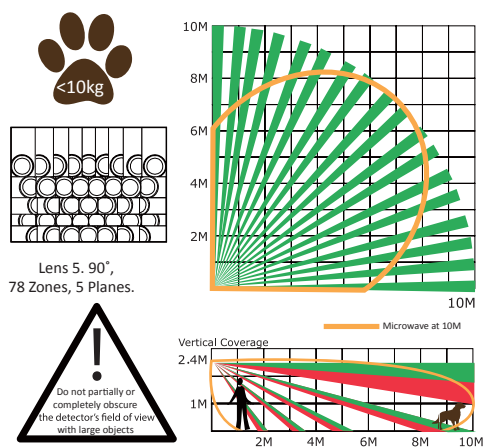 <10kg
Lens 5. 90˚,
78 Zones, 5 Planes.
!
Do not partially or
completely obscure
the detector's field of view
with large objects
10M
8M
6M
4M
2M
10M
Microwave at 10M
Vertical Coverage
2.4M
1M
2M 4M 6M 8M 10M